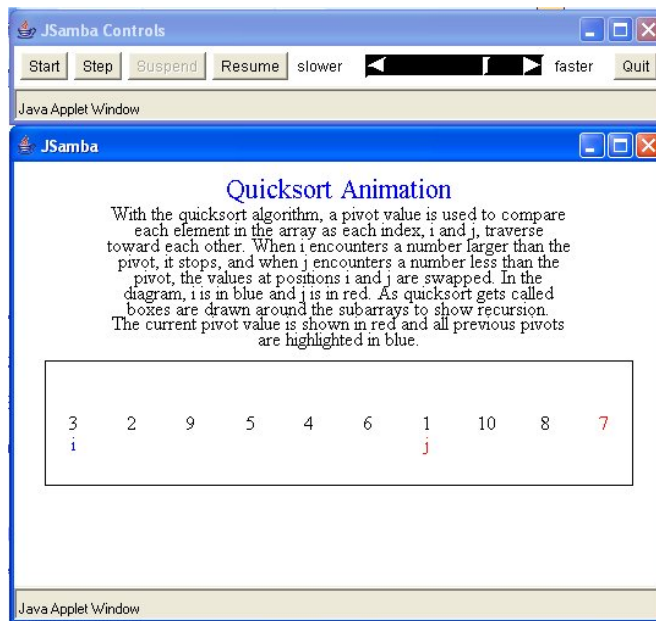 JSamba Controls
Start Step Suspend Resume slower faster Quit
Java Applet Window
JSamba
Quicksort Animation
With the quicksort algorithm, a pivot value is used to compare
each element in the array as each index, i and j, traverse
toward each other. When i encounters a number larger than the
pivot, it stops, and when j encounters a number less than the
pivot, the values at positions i and j are swapped. In the
diagram, i is in blue and j is in red. As quicksort gets called
boxes are drawn around the subarrays to show recursion.
The current pivot value is shown in red and all previous pivots
are highlighted in blue.
3 2 9 5 4 6 1 10 8 7
i j
Java Applet Window